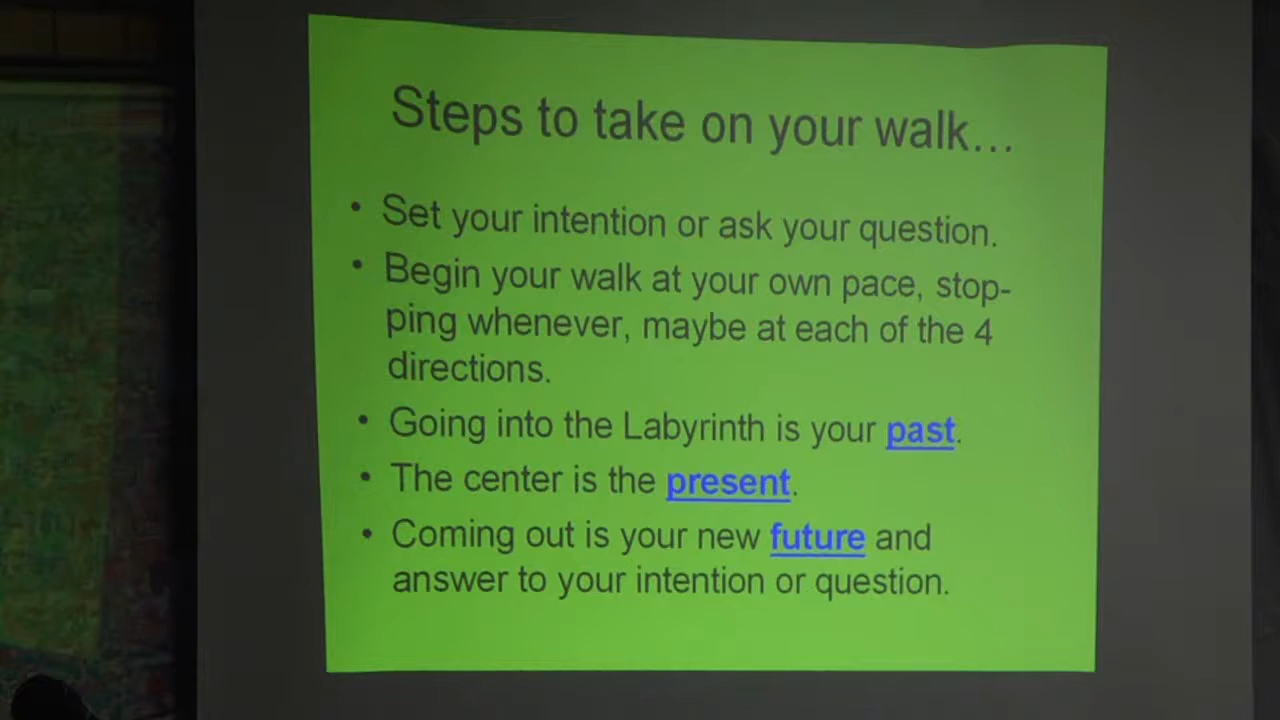 Steps to take on your walk...
• Set your intention or ask your question.
• Begin your walk at your own pace, stop-
ping whenever, maybe at each of the 4
directions.
• Going into the Labyrinth is your past.
• The center is the present.
• Coming out is your new future and
answer to your intention or question.